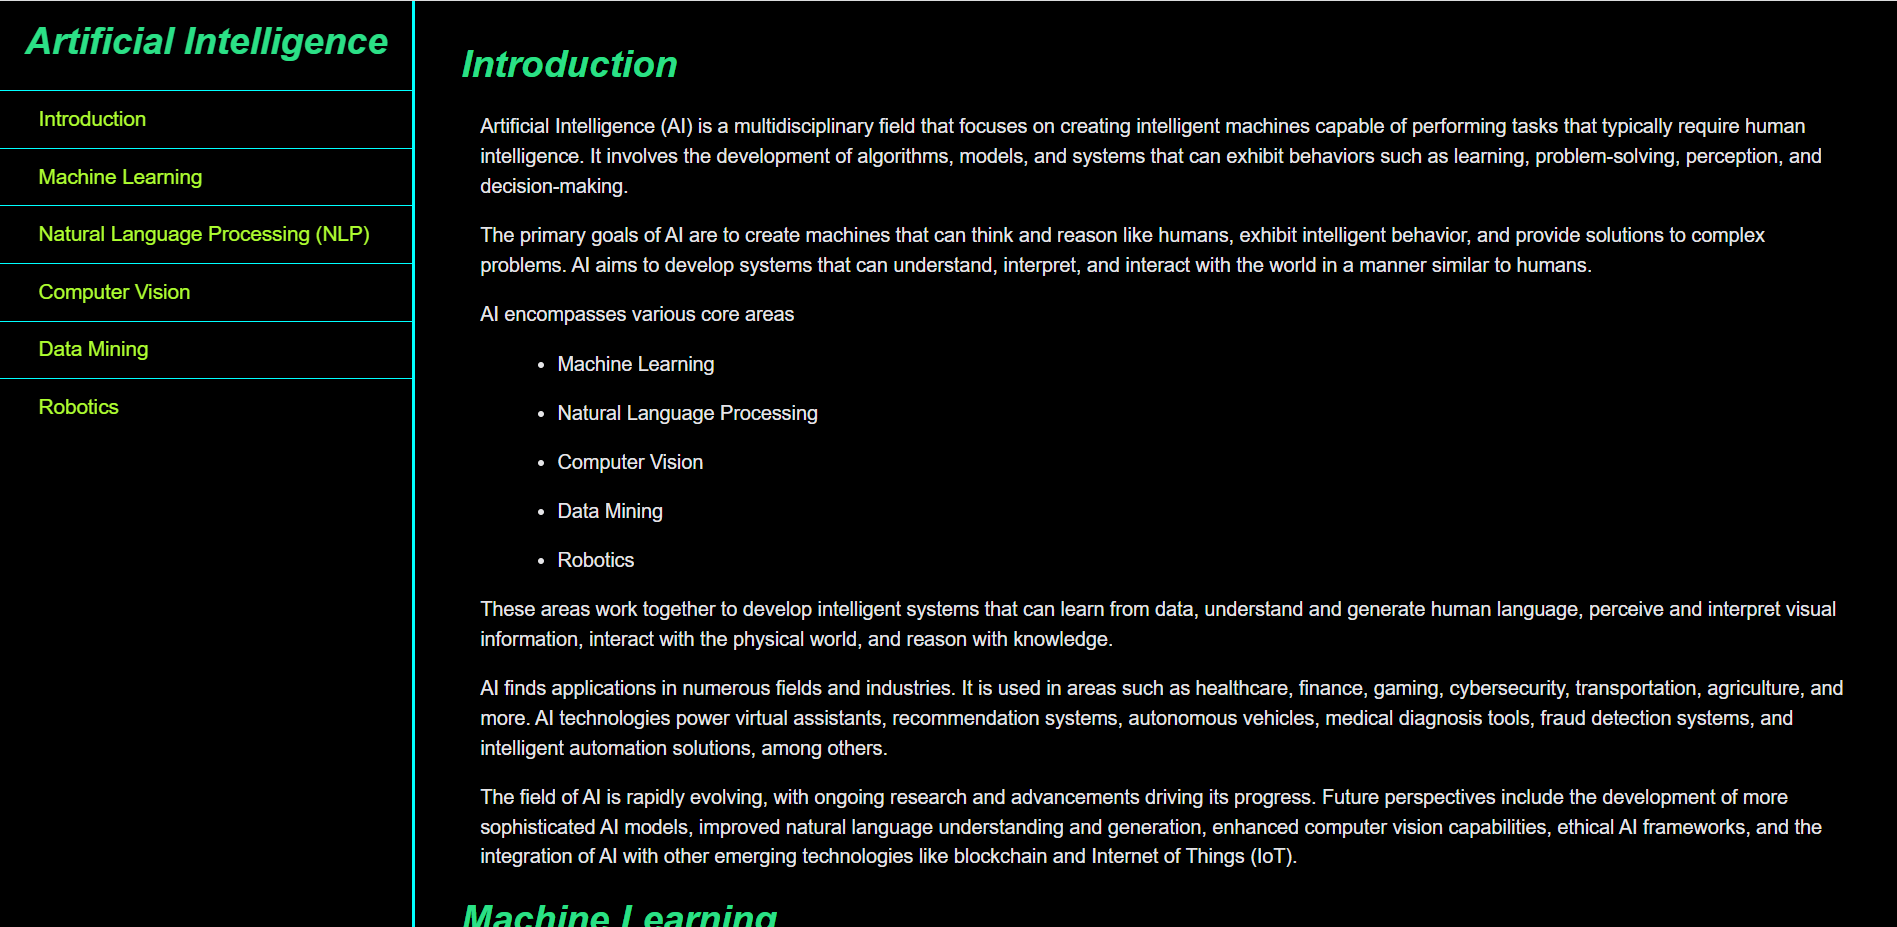 Artificial Intelligence
Introduction
Machine Learning
Natural Language Processing (NLP)
Computer Vision
Data Mining
Robotics
Introduction
Artificial Intelligence (AI) is a multidisciplinary field that focuses on creating intelligent machines capable of performing tasks that typically require human
intelligence. It involves the development of algorithms, models, and systems that can exhibit behaviors such as learning, problem-solving, perception, and
decision-making.
The primary goals of AI are to create machines that can think and reason like humans, exhibit intelligent behavior, and provide solutions to complex
problems. AI aims to develop systems that can understand, interpret, and interact with the world in a manner similar to humans.
AI encompasses various core areas
• Machine Learning
• Natural Language Processing
• Computer Vision
• Data Mining
• Robotics
These areas work together to develop intelligent systems that can learn from data, understand and generate human language, perceive and interpret visual
information, interact with the physical world, and reason with knowledge.
AI finds applications in numerous fields and industries. It is used in areas such as healthcare, finance, gaming, cybersecurity, transportation, agriculture, and
more. AI technologies power virtual assistants, recommendation systems, autonomous vehicles, medical diagnosis tools, fraud detection systems, and
intelligent automation solutions, among others.
The field of AI is rapidly evolving, with ongoing research and advancements driving its progress. Future perspectives include the development of more
sophisticated AI models, improved natural language understanding and generation, enhanced computer vision capabilities, ethical AI frameworks, and the
integration of AI with other emerging technologies like blockchain and Internet of Things (IoT).
Machine Learning